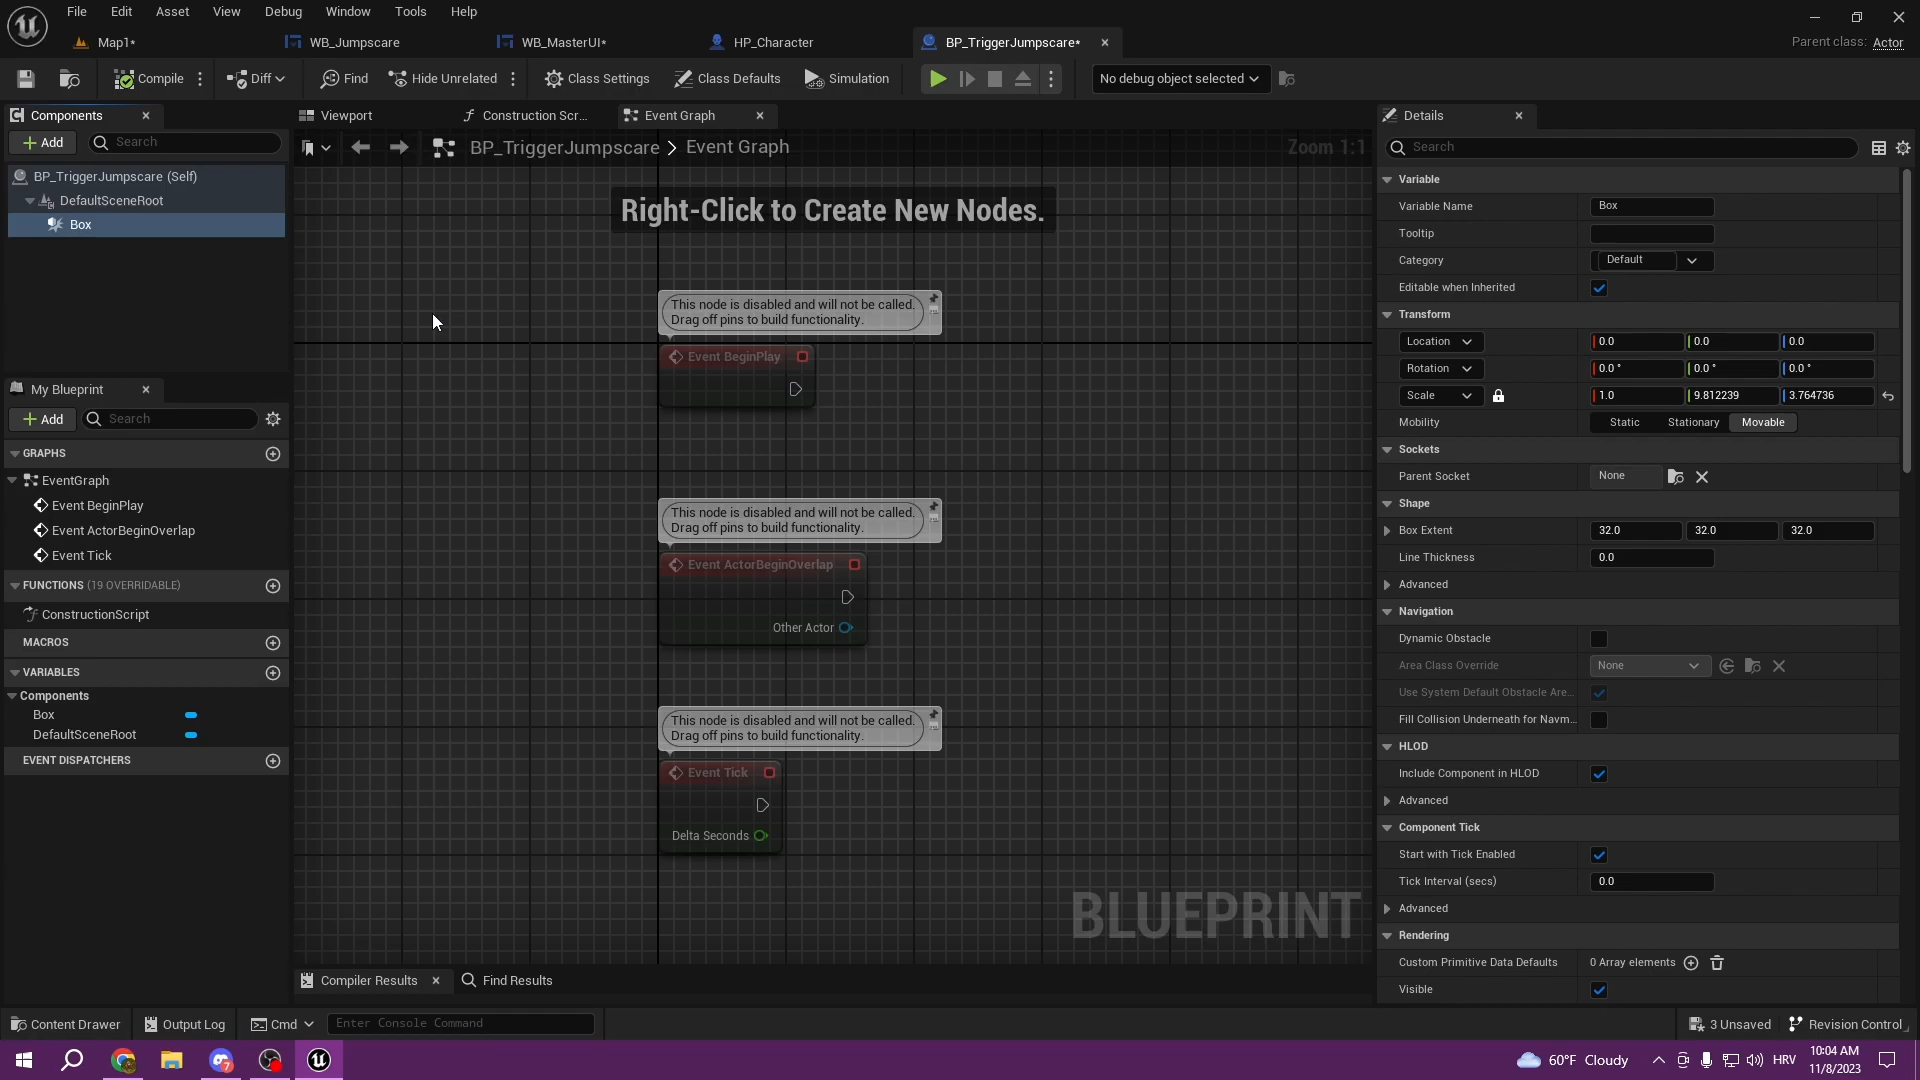 File Edit Asset View Debug Window Tools Help
Map1* WB_Jumpscare WB_MasterUI* HP_Character BP_TriggerJumpscare* Parent class: Actor
Compile Diff Find Hide Unrelated Class Settings Class Defaults Simulation No debug object selected
Components
Add Search
BP_TriggerJumpscare (Self)
DefaultSceneRoot
Box
My Blueprint
Add Search
GRAPHS
EventGraph
Event BeginPlay
Event ActorBeginOverlap
Event Tick
FUNCTIONS (19 OVERRIDABLE)
ConstructionScript
MACROS
VARIABLES
Components
Box
DefaultSceneRoot
EVENT DISPATCHERS
Viewport Construction Scr... Event Graph
BP_TriggerJumpscare > Event Graph Zoom 1:1
Right-Click to Create New Nodes.
This node is disabled and will not be called.
Drag off pins to build functionality.
Event BeginPlay
This node is disabled and will not be called.
Drag off pins to build functionality.
Event ActorBeginOverlap
Other Actor
This node is disabled and will not be called.
Drag off pins to build functionality.
Event Tick
Delta Seconds
BLUEPRINT
Compiler Results Find Results
Details
Search
Variable
Variable Name Box
Tooltip
Category Default
Editable when Inherited
Transform
Location 0.0 0.0 0.0
Rotation 0.0 ° 0.0 ° 0.0 °
Scale 1.0 9.812239 3.764736
Mobility Static Stationary Movable
Sockets
Parent Socket None
Shape
Box Extent 32.0 32.0 32.0
Line Thickness 0.0
Advanced
Navigation
Dynamic Obstacle
Area Class Override None
Use System Default Obstacle Are...
Fill Collision Underneath for Navm...
HLOD
Include Component in HLOD
Advanced
Component Tick
Start with Tick Enabled
Tick Interval (secs) 0.0
Advanced
Rendering
Custom Primitive Data Defaults 0 Array elements
Visible
Content Drawer Output Log Cmd Enter Console Command 3 Unsaved Revision Control
7 60°F Cloudy HRV 10:04 AM
11/8/2023